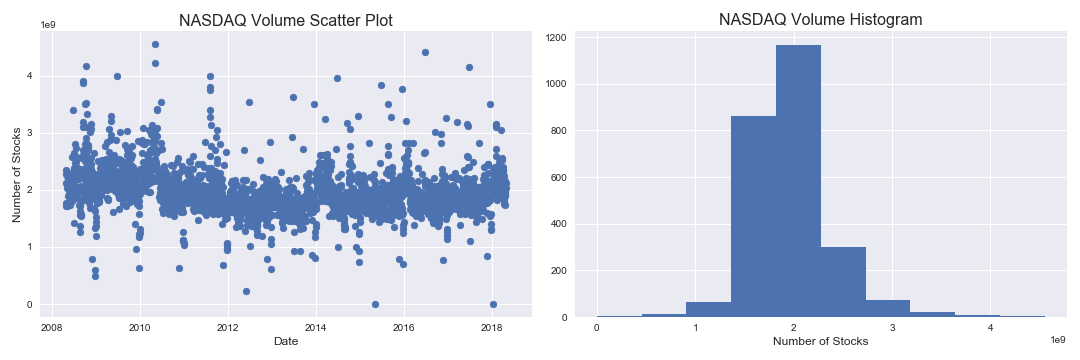 NASDAQ Volume Scatter Plot
1e9
4
3
2
1
0
Number of Stocks
2008 2010 2012 2014 2016 2018
Date
NASDAQ Volume Histogram
1200
1000
800
600
400
200
0
0 1 2 3 4
1e9
Number of Stocks